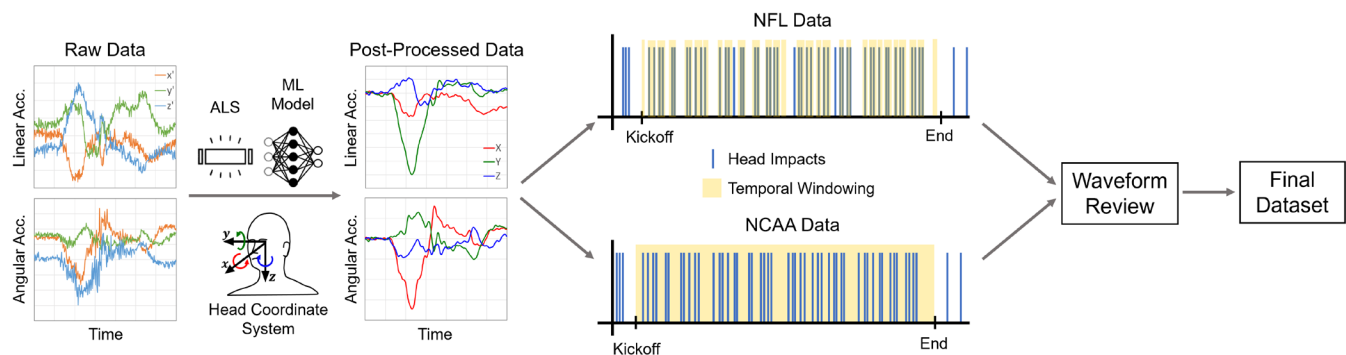 Raw Data
Linear Acc.
x'
y'
z'
Angular Acc.
Time
ALS
ML
Model
y
x
z
Head Coordinate
System
Post-Processed Data
Linear Acc.
X
Y
Z
Angular Acc.
Time
NFL Data
Kickoff
End
Head Impacts
Temporal Windowing
NCAA Data
Kickoff
End
Waveform
Review
Final
Dataset